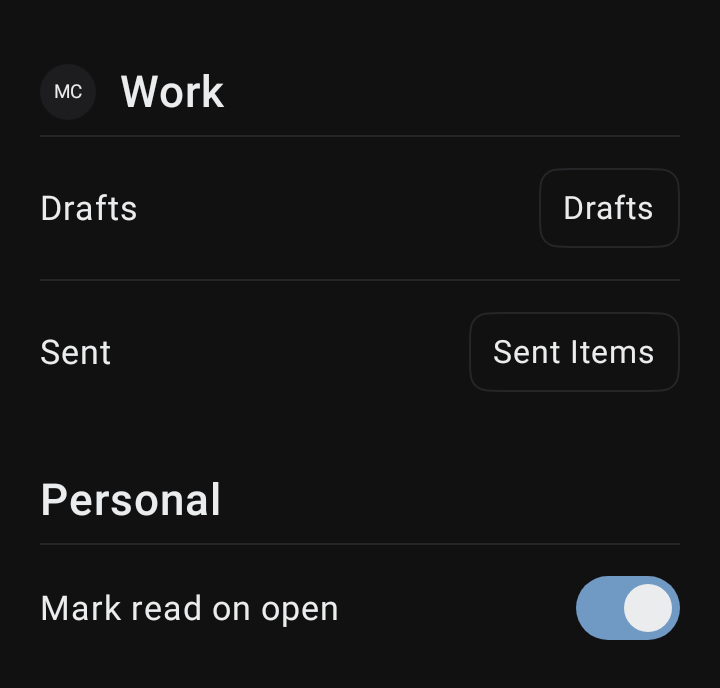 MC Work
Drafts Drafts
Sent Sent Items
Personal
Mark read on open